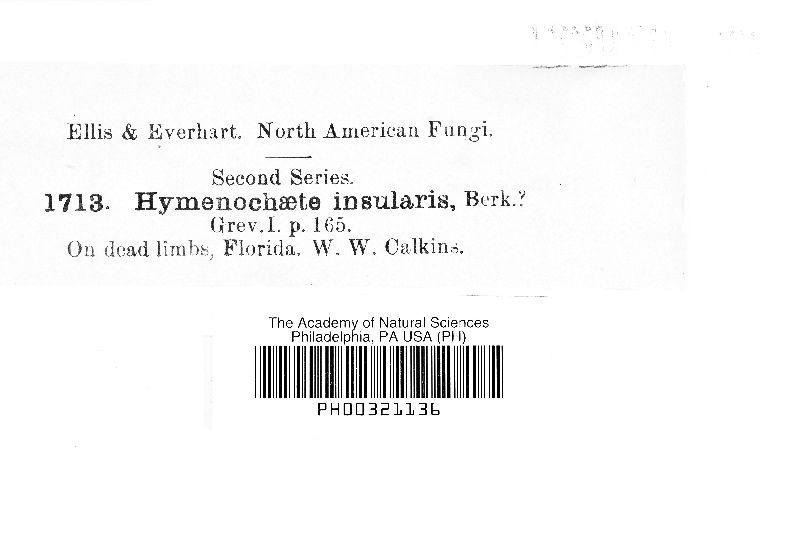 Ellis & Everhart. North American Fungi.
Second Series.
1713. Hymenochæte insularis, Berk.?
Grev. I. p. 165.
On dead limbs, Florida. W. W. Calkins.
The Academy of Natural Sciences
Philadelphia, PA USA (PH)
PH00321136